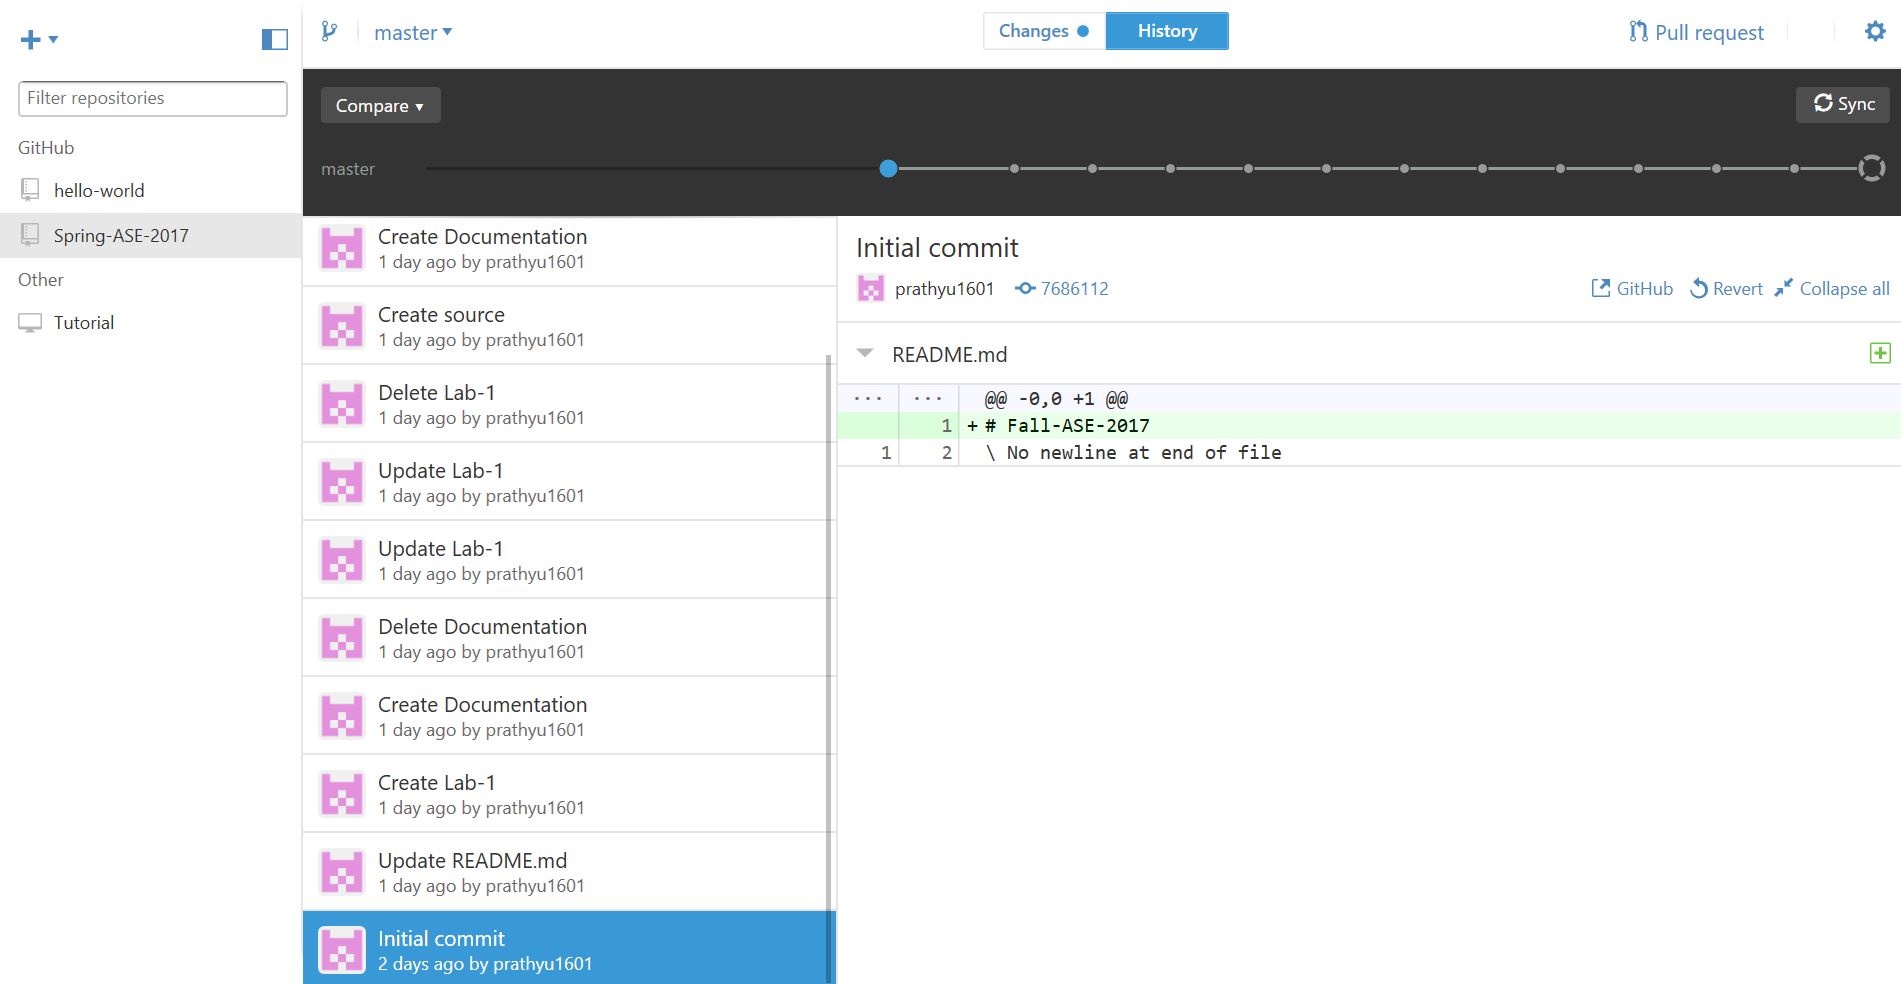 master
Changes
History
Pull request
Filter repositories
GitHub
hello-world
Spring-ASE-2017
Other
Tutorial
Compare
Sync
master
Create Documentation
1 day ago by prathyu1601
Create source
1 day ago by prathyu1601
Delete Lab-1
1 day ago by prathyu1601
Update Lab-1
1 day ago by prathyu1601
Update Lab-1
1 day ago by prathyu1601
Delete Documentation
1 day ago by prathyu1601
Create Documentation
1 day ago by prathyu1601
Create Lab-1
1 day ago by prathyu1601
Update README.md
1 day ago by prathyu1601
Initial commit
2 days ago by prathyu1601
Initial commit
prathyu1601 7686112 GitHub Revert Collapse all
README.md
... ... @@ -0,0 +1 @@
1 + # Fall-ASE-2017
1 2 \ No newline at end of file